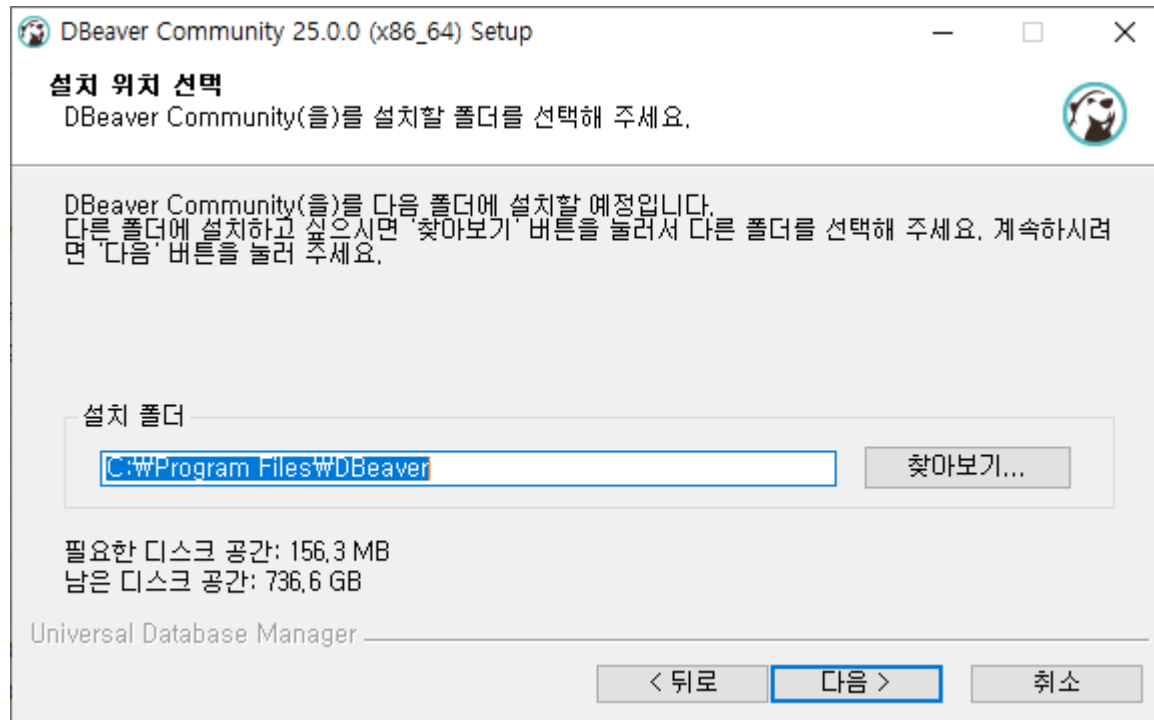 DBeaver Community 25.0.0 (x86_64) Setup
설치 위치 선택
DBeaver Community(을)를 설치할 폴더를 선택해 주세요.
DBeaver Community(을)를 다음 폴더에 설치할 예정입니다.
다른 폴더에 설치하고 싶으시면 '찾아보기' 버튼을 눌러서 다른 폴더를 선택해 주세요. 계속하시려
면 '다음' 버튼을 눌러 주세요.
설치 폴더
C:₩Program Files₩DBeaver
찾아보기...
필요한 디스크 공간: 156.3 MB
남은 디스크 공간: 736.6 GB
Universal Database Manager
< 뒤로
다음 >
취소